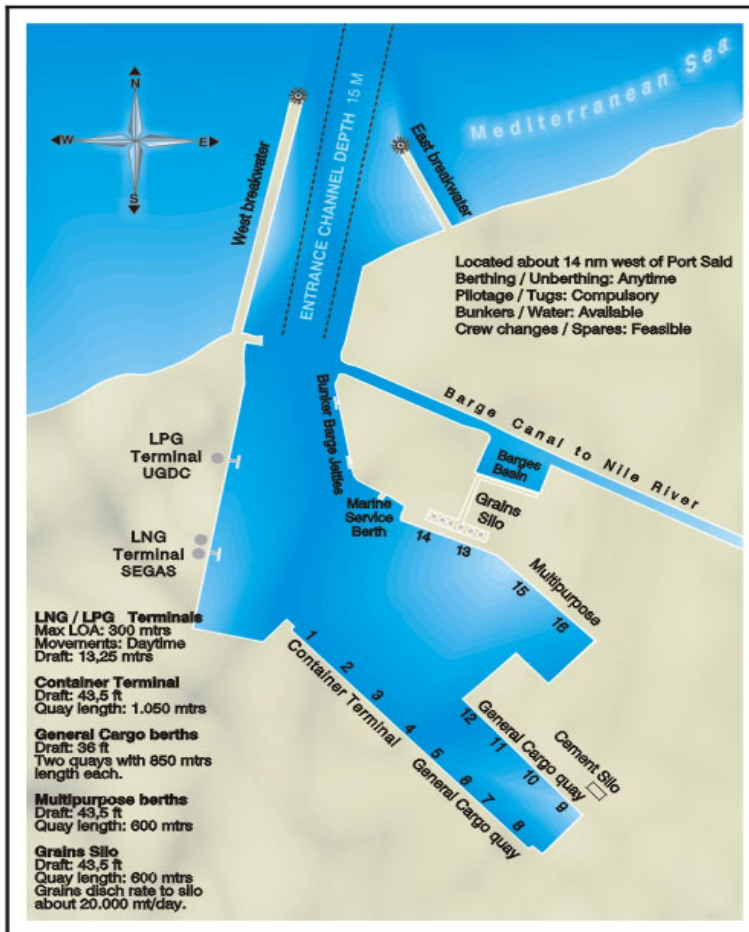 N
W
E
S
Mediterranean Sea
West breakwater
ENTRANCE CHANNEL DEPTH 15 M
East breakwater
Located about 14 nm west of Port Said
Berthing / Unberthing: Anytime
Pilotage / Tugs: Compulsory
Bunkers / Water: Available
Crew changes / Spares: Feasible
Barge Canal to Nile River
Bunker Barge Jetties
Barges
Basin
LPG
Terminal
UGDC
Grains
Silo
Marine
Service
Berth
14
13
LNG
Terminal
SEGAS
15
Multipurpose
16
LNG / LPG Terminals
Max LOA: 300 mtrs
Movements: Daytime
Draft: 13,25 mtrs
Container Terminal
Draft: 43,5 ft
Quay length: 1.050 mtrs
General Cargo berths
Draft: 36 ft
Two quays with 850 mtrs
length each.
Multipurpose berths
Draft: 43,5 ft
Quay length: 600 mtrs
Grains Silo
Draft: 43,5 ft
Quay length: 600 mtrs
Grains disch rate to silo
about 20.000 mt/day.
1
2
3
4
Container Terminal
5
6
7
8
General Cargo quay
12
11
10
9
General Cargo quay
Cement Silo